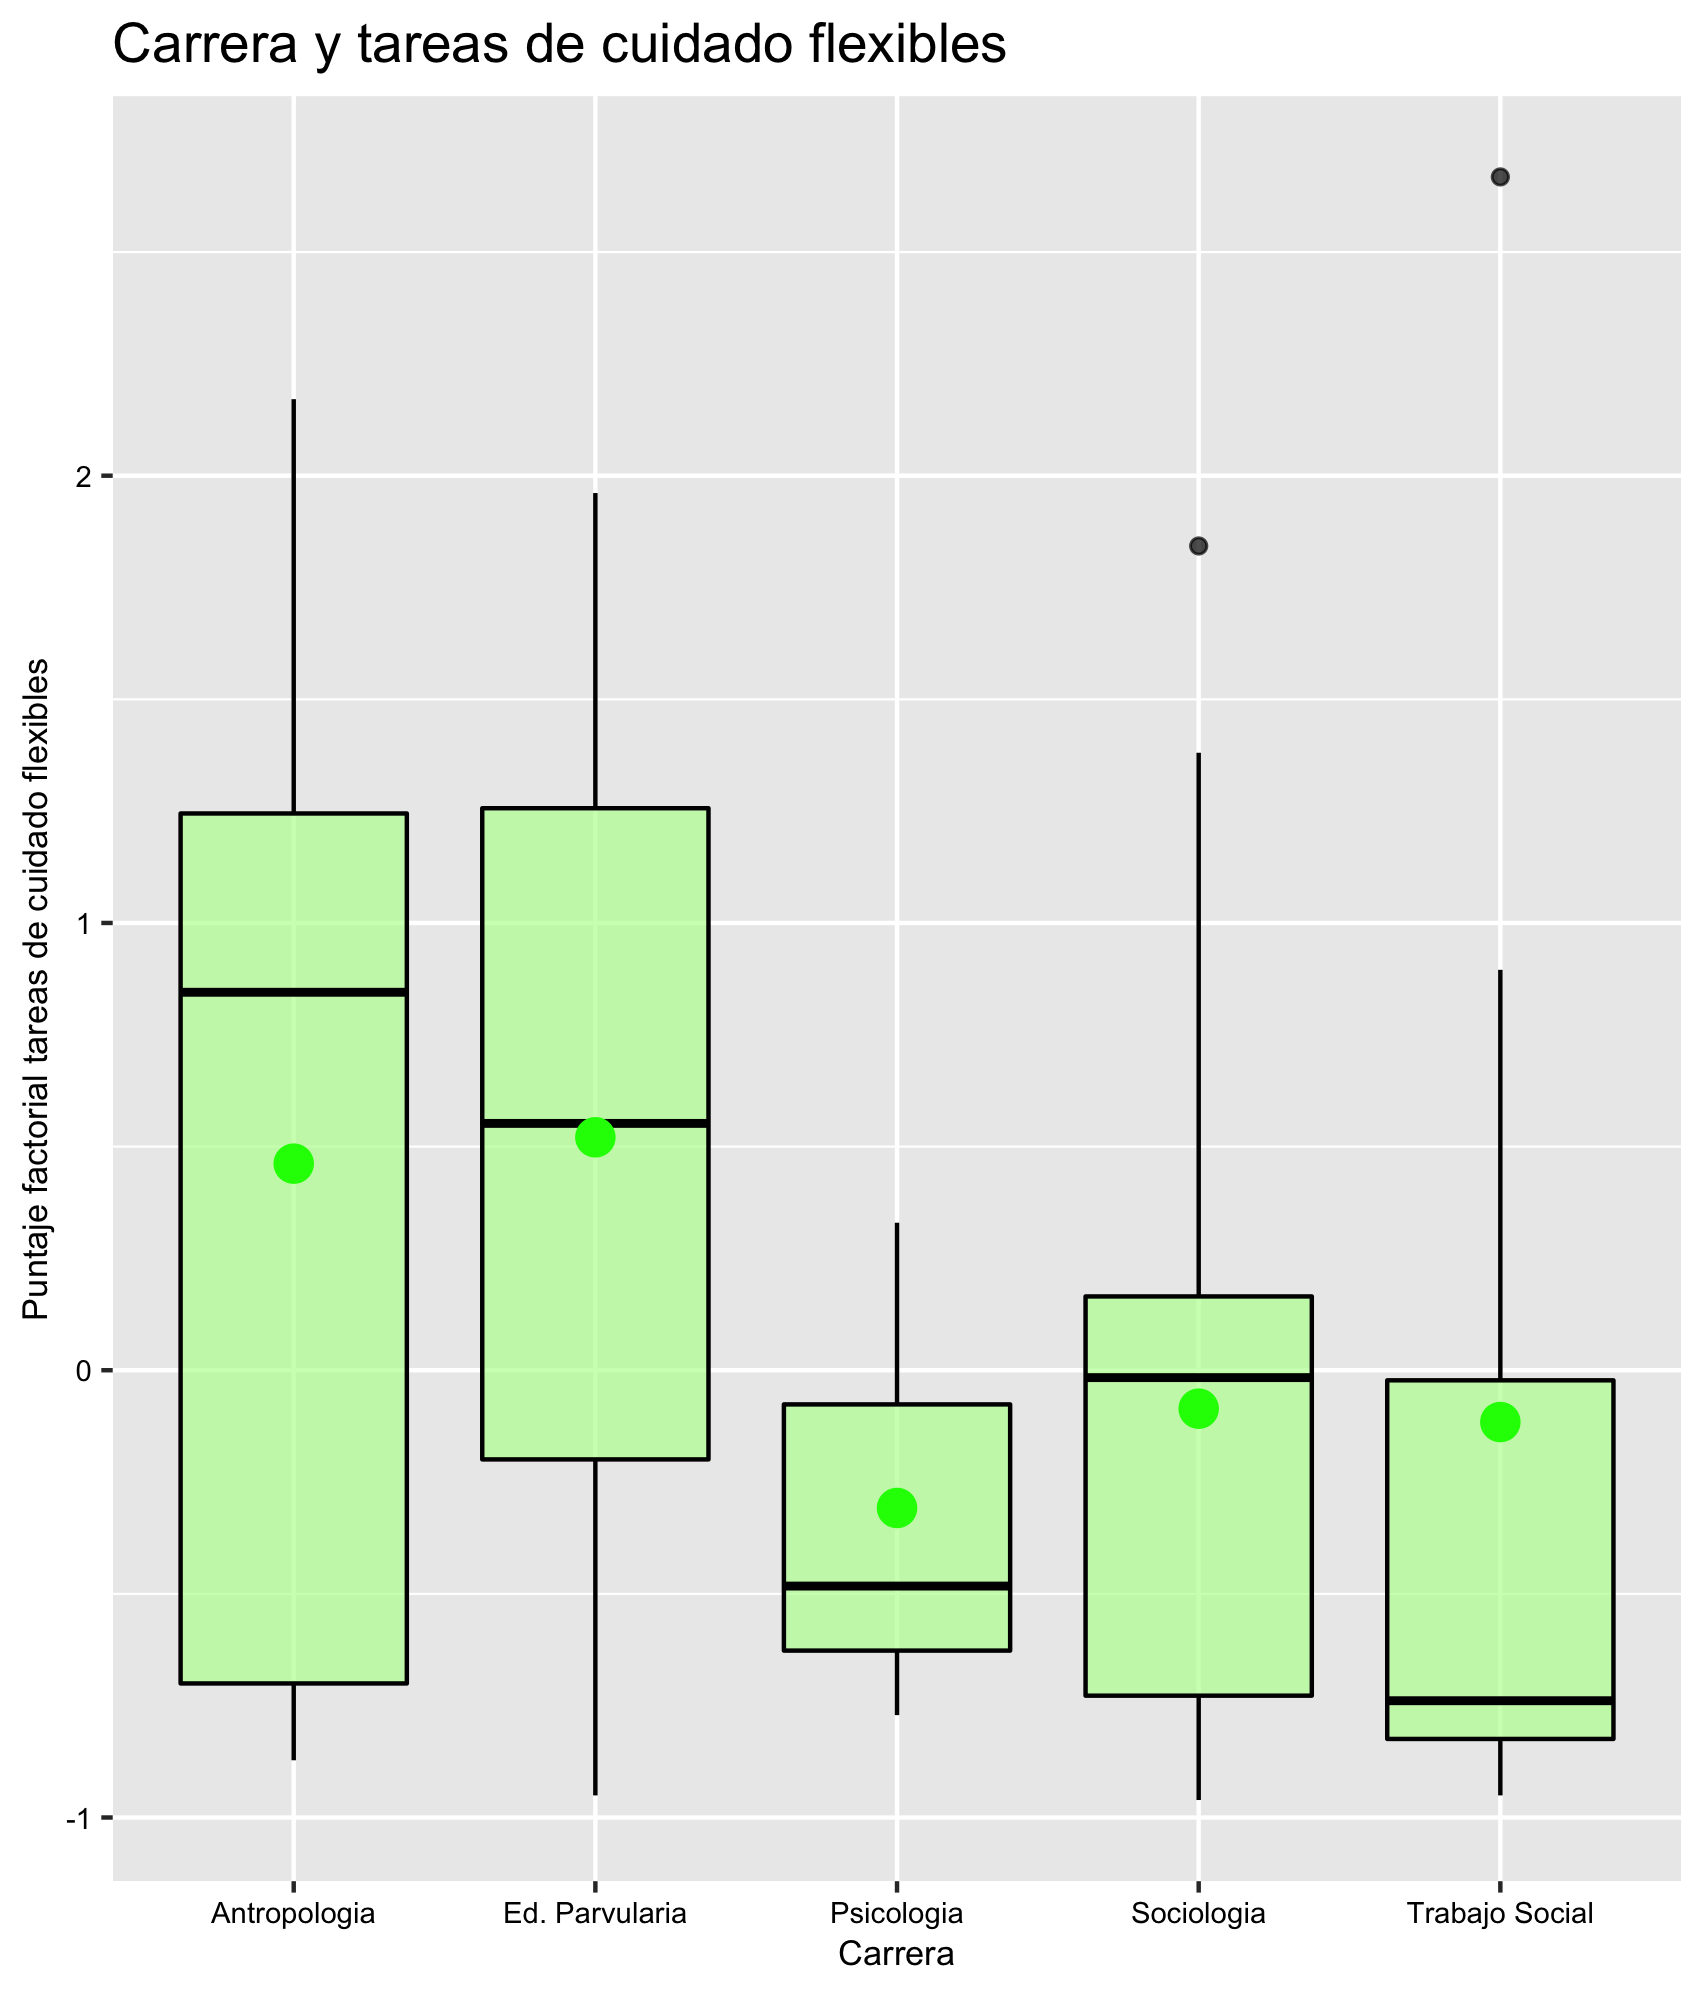 Carrera y tareas de cuidado flexibles
Puntaje factorial tareas de cuidado flexibles
2
1
0
-1
Antropologia Ed. Parvularia Psicologia Sociologia Trabajo Social
Carrera